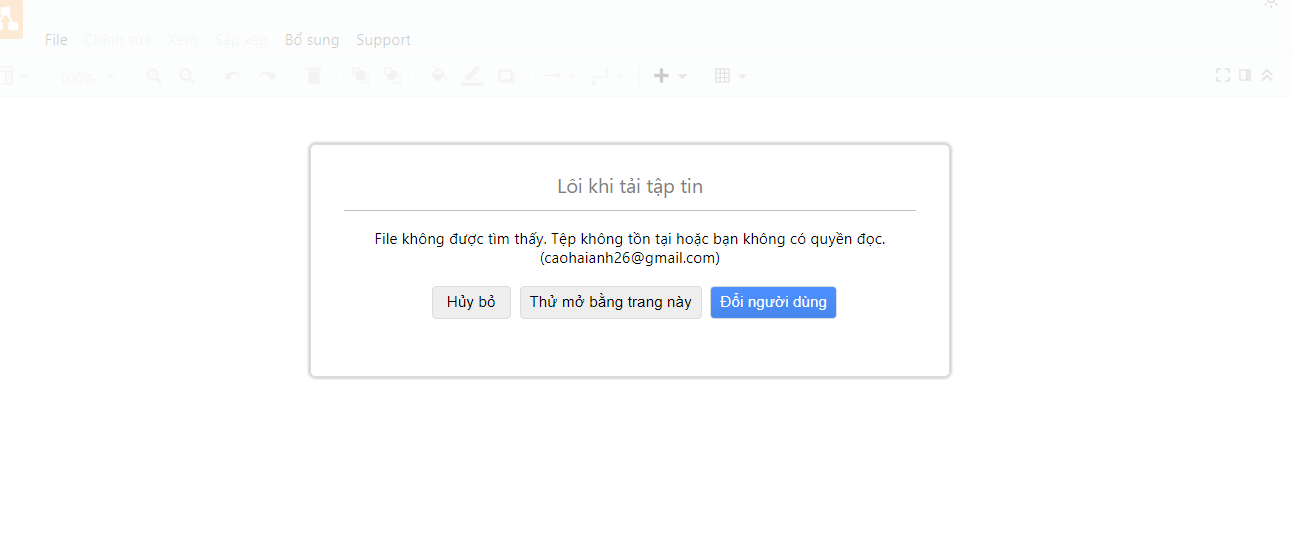 File Chỉnh sửa Xem Sắp xếp Bổ sung Support
100%
Lỗi khi tải tập tin
File không được tìm thấy. Tệp không tồn tại hoặc bạn không có quyền đọc.
(caohaianh26@gmail.com)
Hủy bỏ Thử mở bằng trang này Đổi người dùng